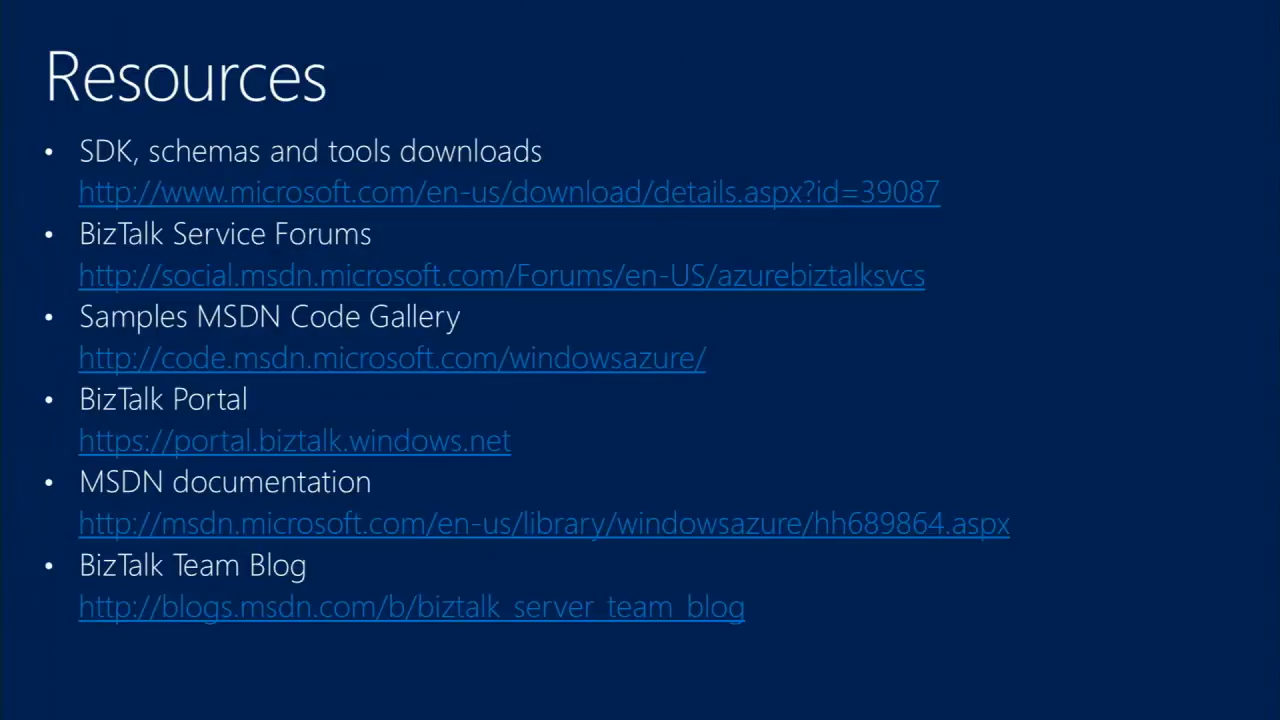 Resources
• SDK, schemas and tools downloads
http://www.microsoft.com/en-us/download/details.aspx?id=39087
• BizTalk Service Forums
http://social.msdn.microsoft.com/Forums/en-US/azurebiztalksvcs
• Samples MSDN Code Gallery
http://code.msdn.microsoft.com/windowsazure/
• BizTalk Portal
https://portal.biztalk.windows.net
• MSDN documentation
http://msdn.microsoft.com/en-us/library/windowsazure/hh689864.aspx
• BizTalk Team Blog
http://blogs.msdn.com/b/biztalk_server_team_blog